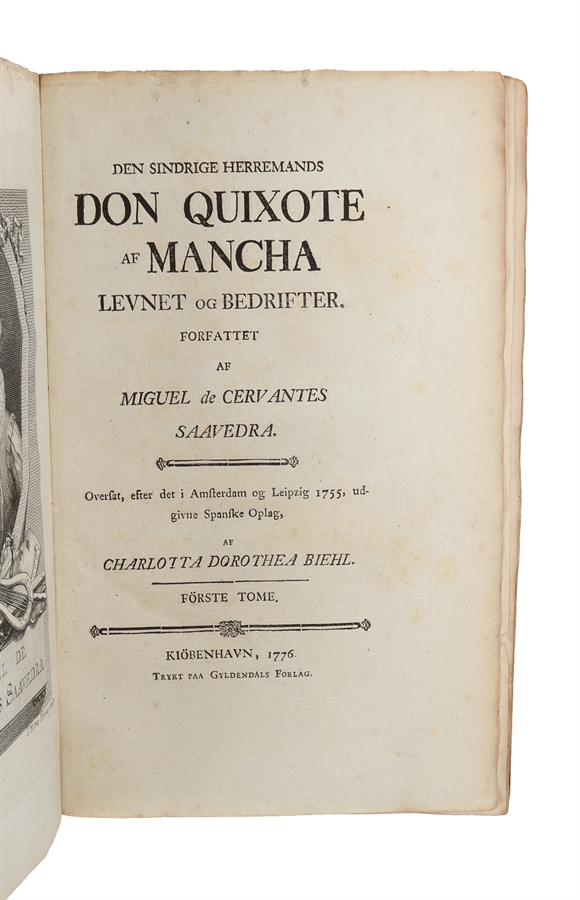 DEN SINDRIGE HERREMANDS
DON QUIXOTE
AF MANCHA
LEVNET OG BEDRIFTER.
FORFATTET
AF
MIGUEL de CERVANTES
SAAVEDRA.
Oversat, efter det i Amsterdam og Leipzig 1755, ud-
givne Spanske Oplag,
AF
CHARLOTTA DOROTHEA BIEHL.
FÖRSTE TOME.
KIÖBENHAVN, 1776.
TRYKT PAA GYLDENDALS FORLAG.
L DE
SAAVEDRA